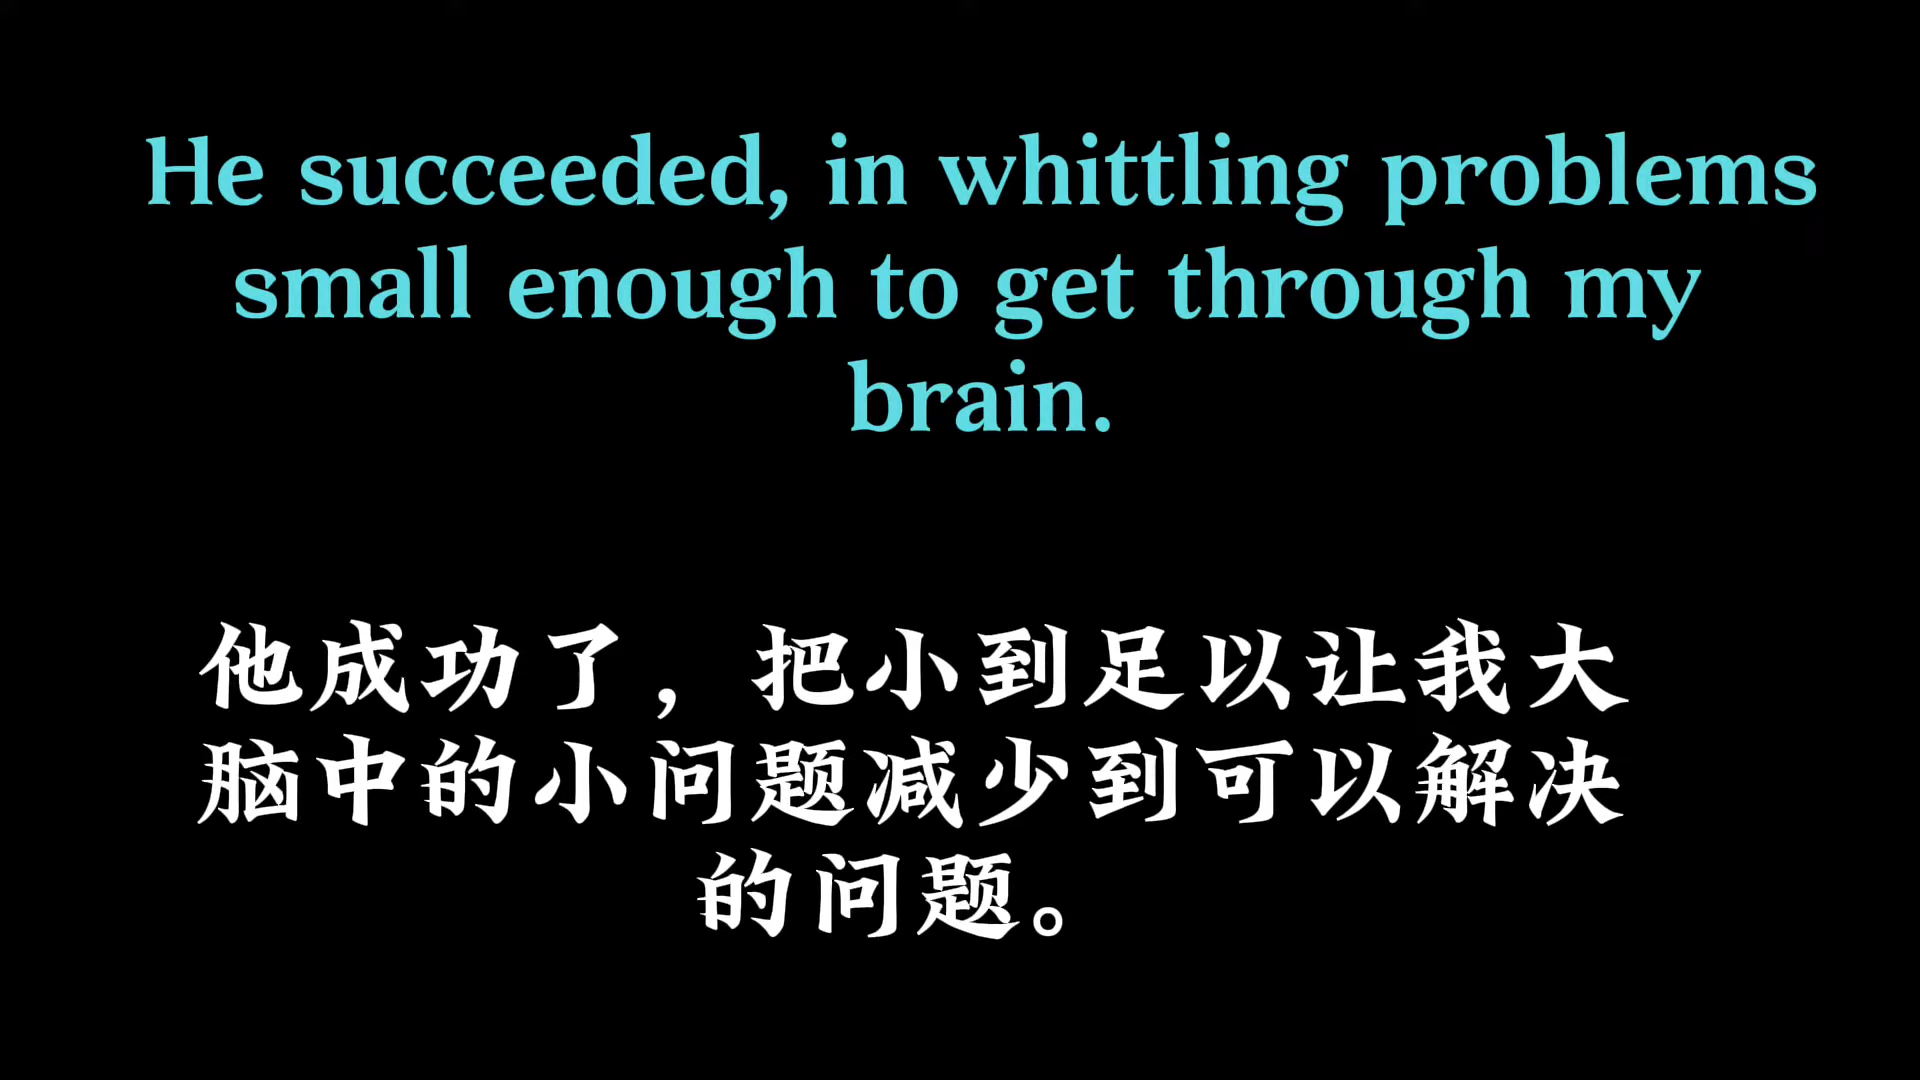 He succeeded, in whittling problems
small enough to get through my
brain.
他成功了，把小到足以让我大
脑中的小问题减少到可以解决
的问题。